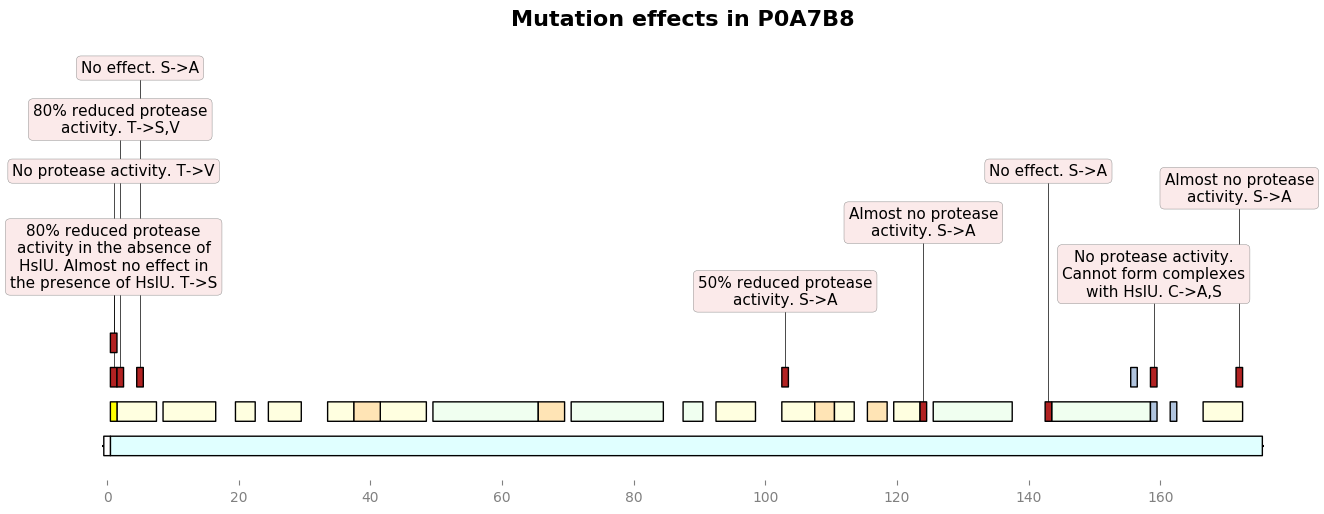 Mutation effects in P0A7B8
No effect. S->A
80% reduced protease
activity. T->S,V
No protease activity. T->V
80% reduced protease
activity in the absence of
HslU. Almost no effect in
the presence of HslU. T->S
50% reduced protease
activity. S->A
Almost no protease
activity. S->A
No effect. S->A
No protease activity.
Cannot form complexes
with HslU. C->A,S
Almost no protease
activity. S->A
0 20 40 60 80 100 120 140 160